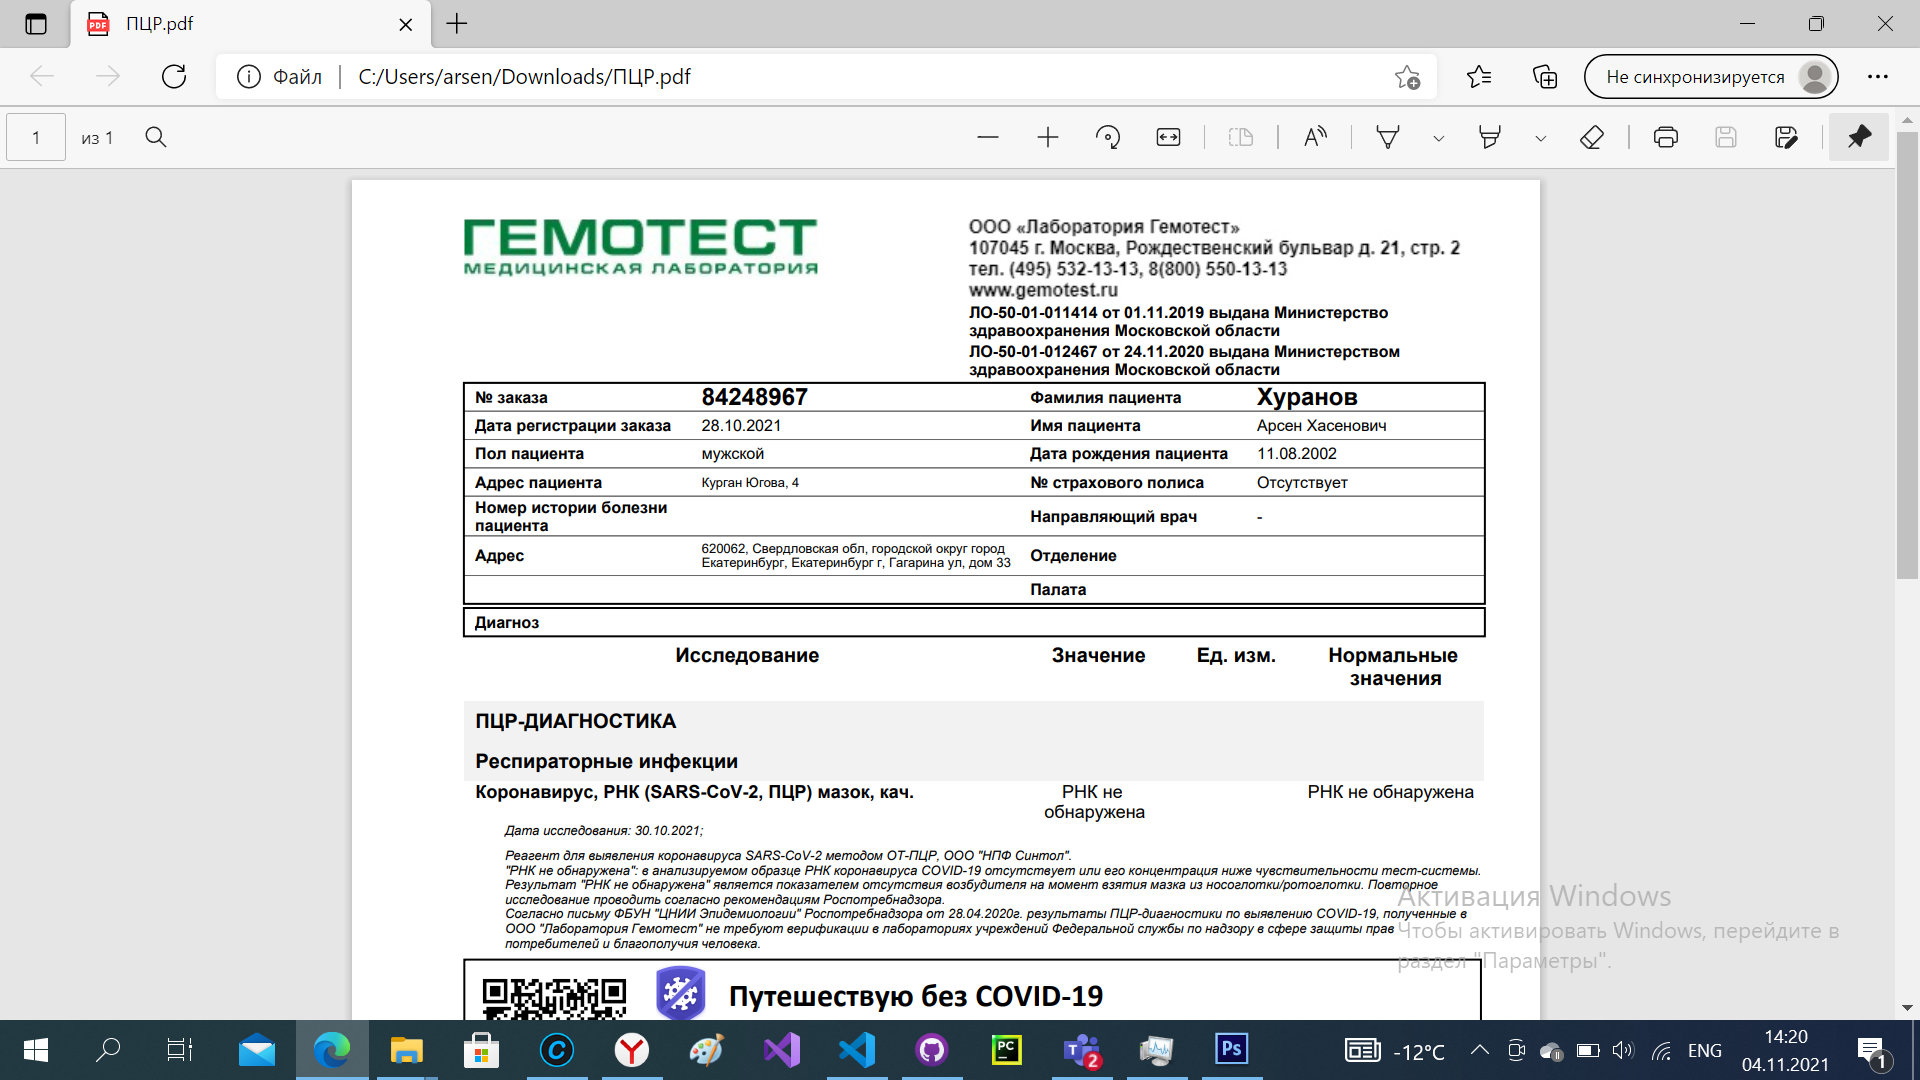 ПЦР.pdf
Файл
C:/Users/arsen/Downloads/ПЦР.pdf
Не синхронизируется
1 из 1
ГЕМОТЕСТ
МЕДИЦИНСКАЯ ЛАБОРАТОРИЯ
ООО «Лаборатория Гемотест»
107045 г. Москва, Рождественский бульвар д. 21, стр. 2
тел. (495) 532-13-13, 8(800) 550-13-13
www.gemotest.ru
ЛО-50-01-011414 от 01.11.2019 выдана Министерство
здравоохранения Московской области
ЛО-50-01-012467 от 24.11.2020 выдана Министерством
здравоохранения Московской области
№ заказа 84248967 Фамилия пациента Хуранов
Дата регистрации заказа 28.10.2021 Имя пациента Арсен Хасенович
Пол пациента мужской Дата рождения пациента 11.08.2002
Адрес пациента Курган Югова, 4 № страхового полиса Отсутствует
Номер истории болезни
пациента
Направляющий врач -
Адрес
620062, Свердловская обл, городской округ город
Екатеринбург, Екатеринбург г, Гагарина ул, дом 33
Отделение
Палата
Диагноз
Исследование Значение Ед. изм. Нормальные
значения
ПЦР-ДИАГНОСТИКА
Респираторные инфекции
Коронавирус, РНК (SARS-CoV-2, ПЦР) мазок, кач. РНК не
обнаружена
РНК не обнаружена
Дата исследования: 30.10.2021;
Реагент для выявления коронавируса SARS-CoV-2 методом ОТ-ПЦР, ООО "НПФ Синтол".
"РНК не обнаружена": в анализируемом образце РНК коронавируса COVID-19 отсутствует или его концентрация ниже чувствительности тест-системы.
Результат "РНК не обнаружена" является показателем отсутствия возбудителя на момент взятия мазка из носоглотки/ротоглотки. Повторное
исследование проводить согласно рекомендациям Роспотребнадзора.
Согласно письму ФБУН "ЦНИИ Эпидемиологии" Роспотребнадзора от 28.04.2020г. результаты ПЦР-диагностики по выявлению COVID-19, полученные в
ООО "Лаборатория Гемотест" не требуют верификации в лабораториях учреждений Федеральной службы по надзору в сфере защиты прав
потребителей и благополучия человека.
Активация Windows
Чтобы активировать Windows, перейдите в
раздел "Параметры".
Путешествую без COVID-19
PC
2
Ps
-12°C
ENG
14:20
04.11.2021
1